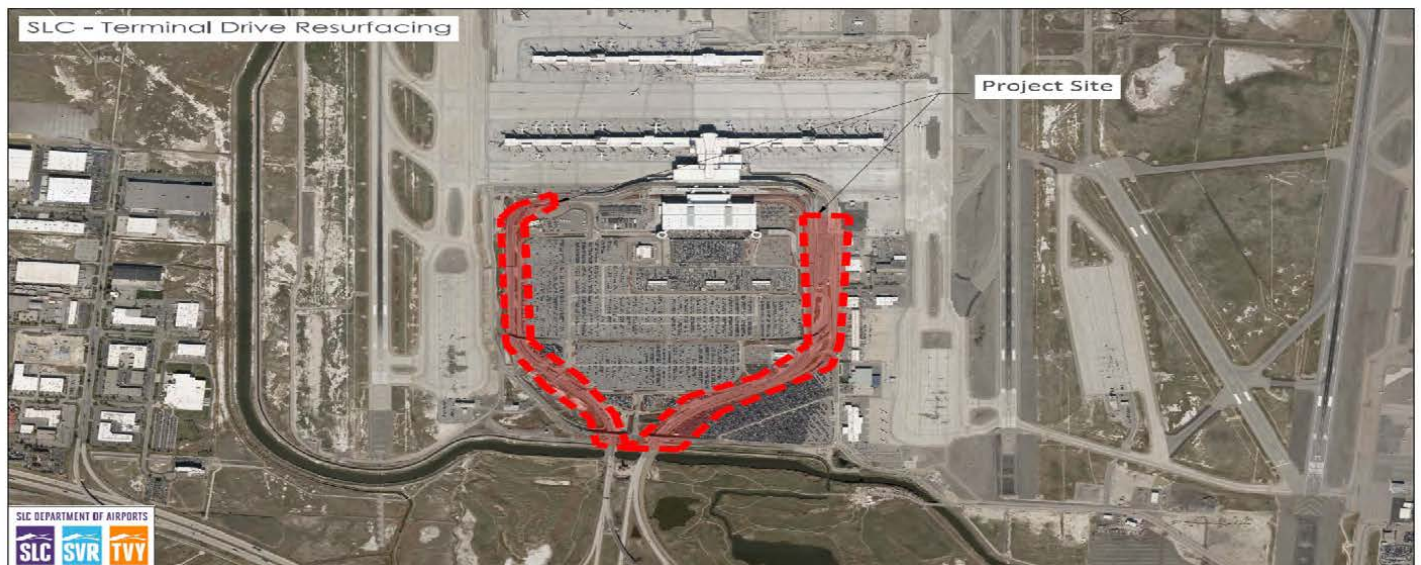 SLC - Terminal Drive Resurfacing
Project Site
SLC DEPARTMENT OF AIRPORTS
SLC SVR TVY